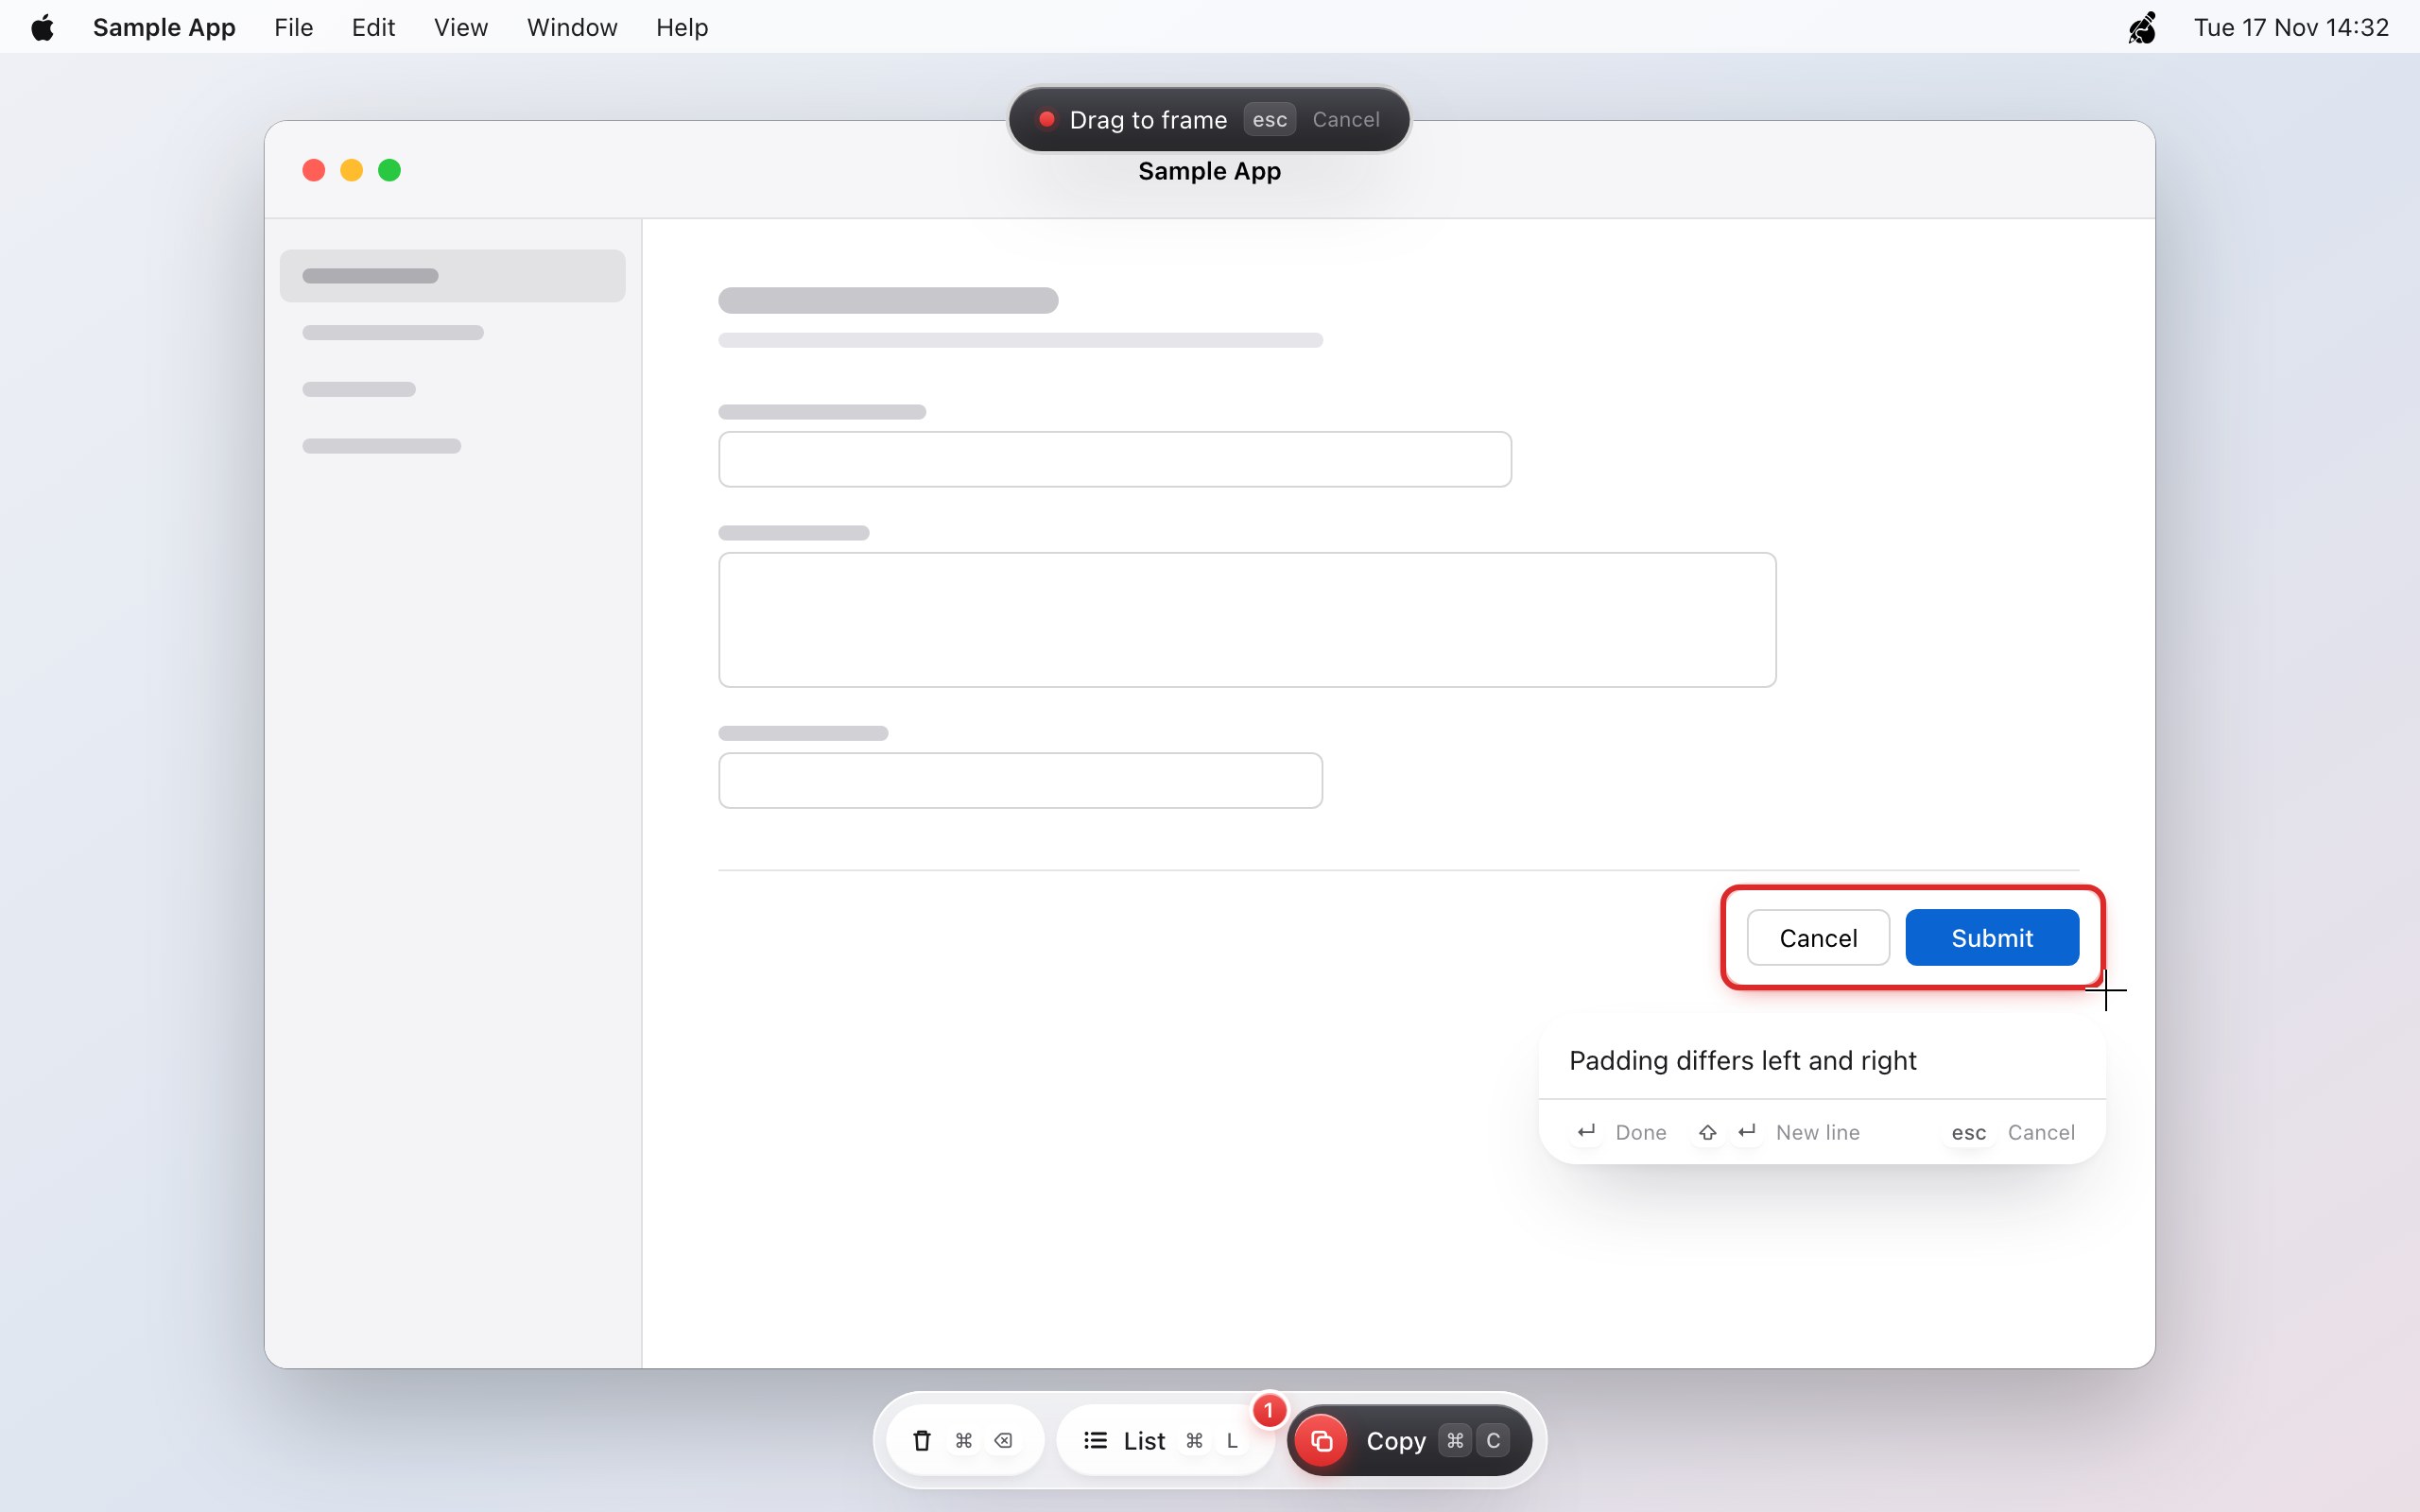 Sample App File Edit View Window Help Tue 17 Nov 14:32
Drag to frame esc Cancel
Sample App
Cancel Submit
Padding differs left and right
↵ Done ⇧ ↵ New line esc Cancel
⌘ ⌫ List ⌘ L 1 Copy ⌘ C